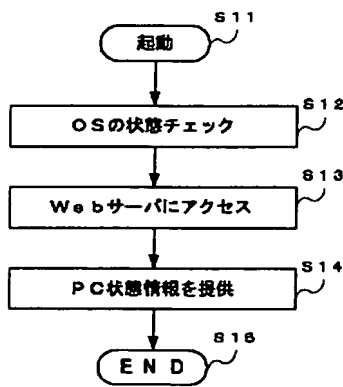 S11
起動
S12
OSの状態チェック
S13
Webサーバにアクセス
S14
PC状態情報を提供
S15
END